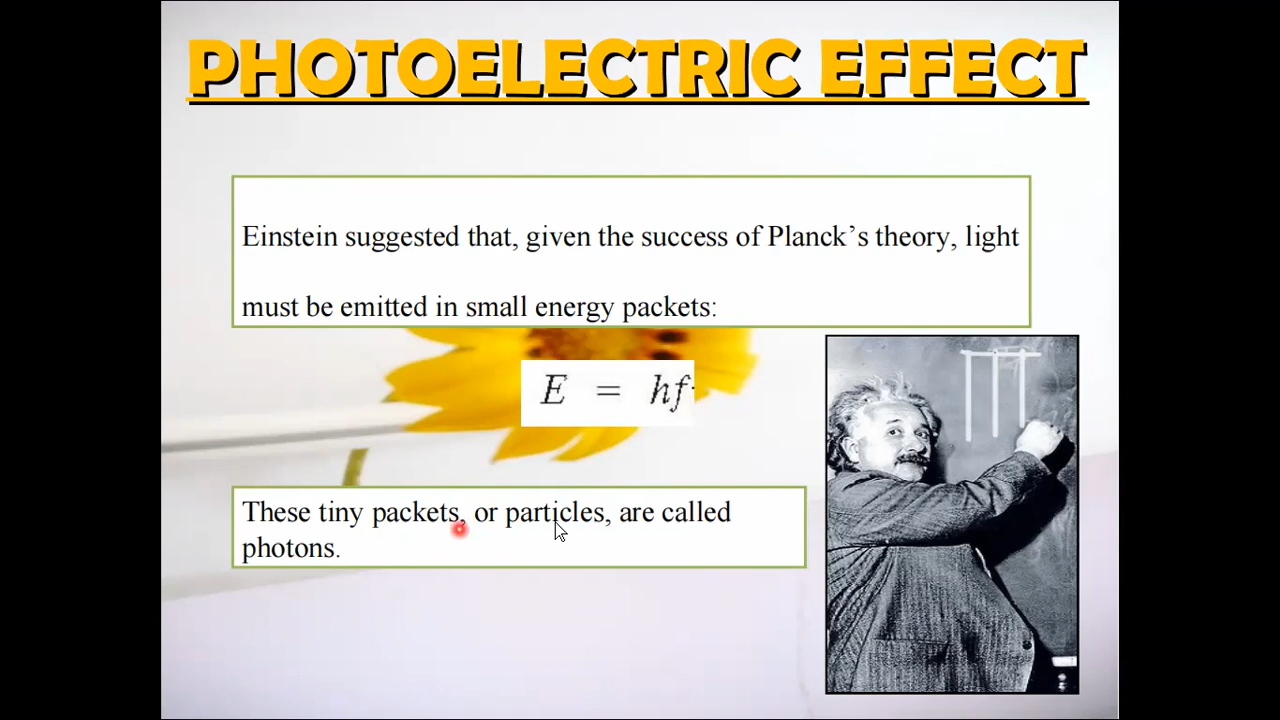 PHOTOELECTRIC EFFECT
Einstein suggested that, given the success of Planck’s theory, light
must be emitted in small energy packets:
E = hf
These tiny packets, or particles, are called
photons.